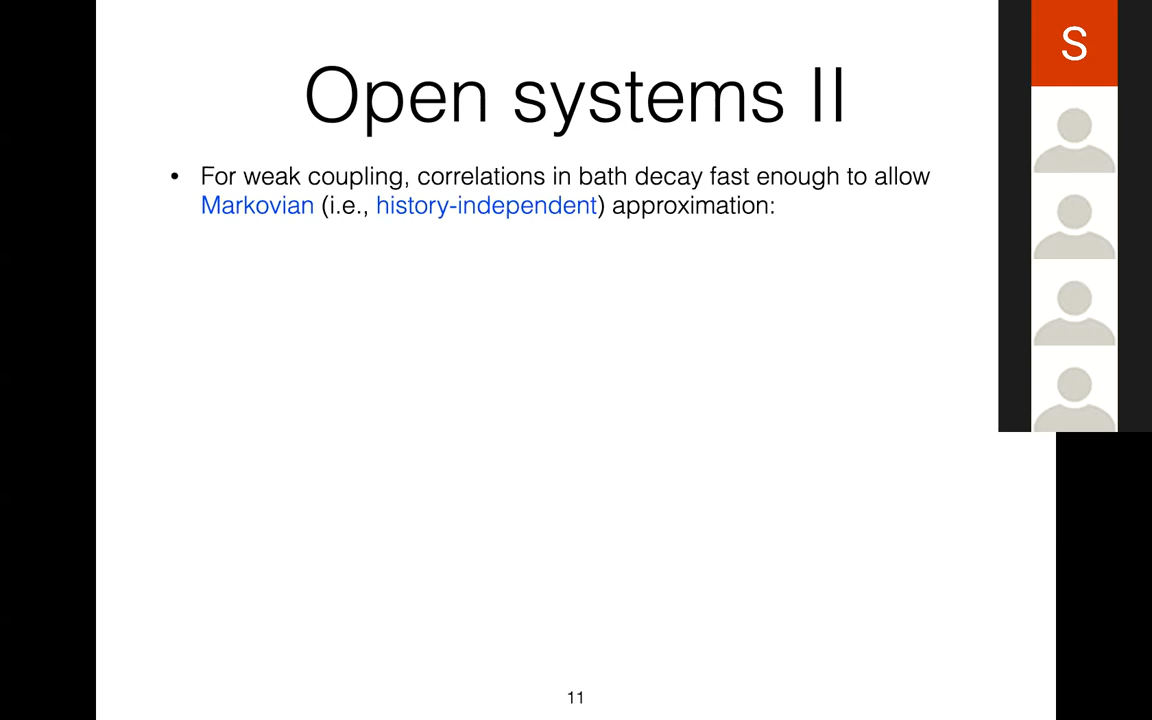 Open systems II
S
• For weak coupling, correlations in bath decay fast enough to allow
Markovian (i.e., history-independent) approximation:
11